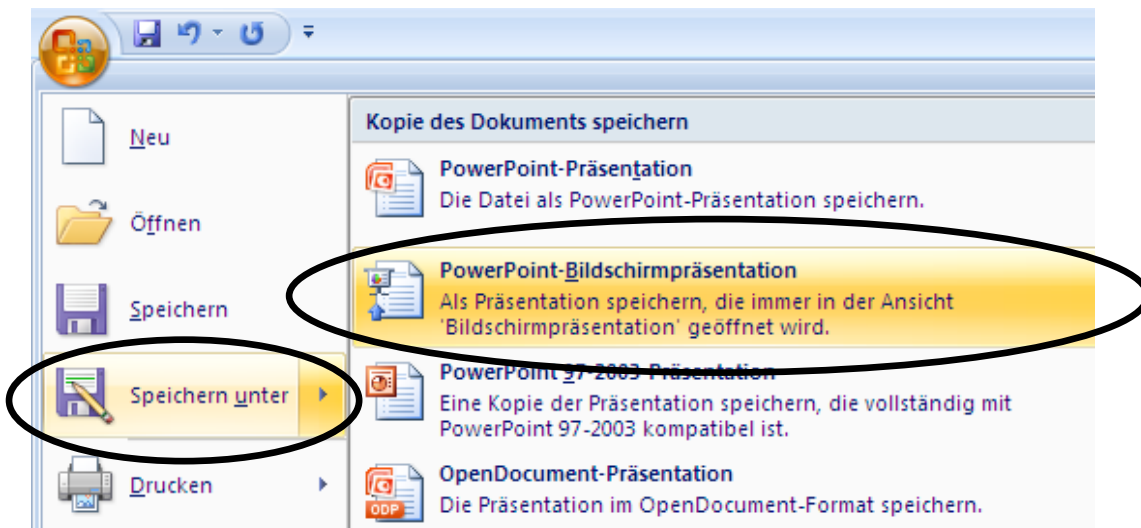 Neu
Öffnen
Speichern
Speichern unter
Drucken
Kopie des Dokuments speichern
PowerPoint-Präsentation
Die Datei als PowerPoint-Präsentation speichern.
PowerPoint-Bildschirmpräsentation
Als Präsentation speichern, die immer in der Ansicht
'Bildschirmpräsentation' geöffnet wird.
PowerPoint 97-2003-Präsentation
Eine Kopie der Präsentation speichern, die vollständig mit
PowerPoint 97-2003 kompatibel ist.
OpenDocument-Präsentation
ODP
Die Präsentation im OpenDocument-Format speichern.